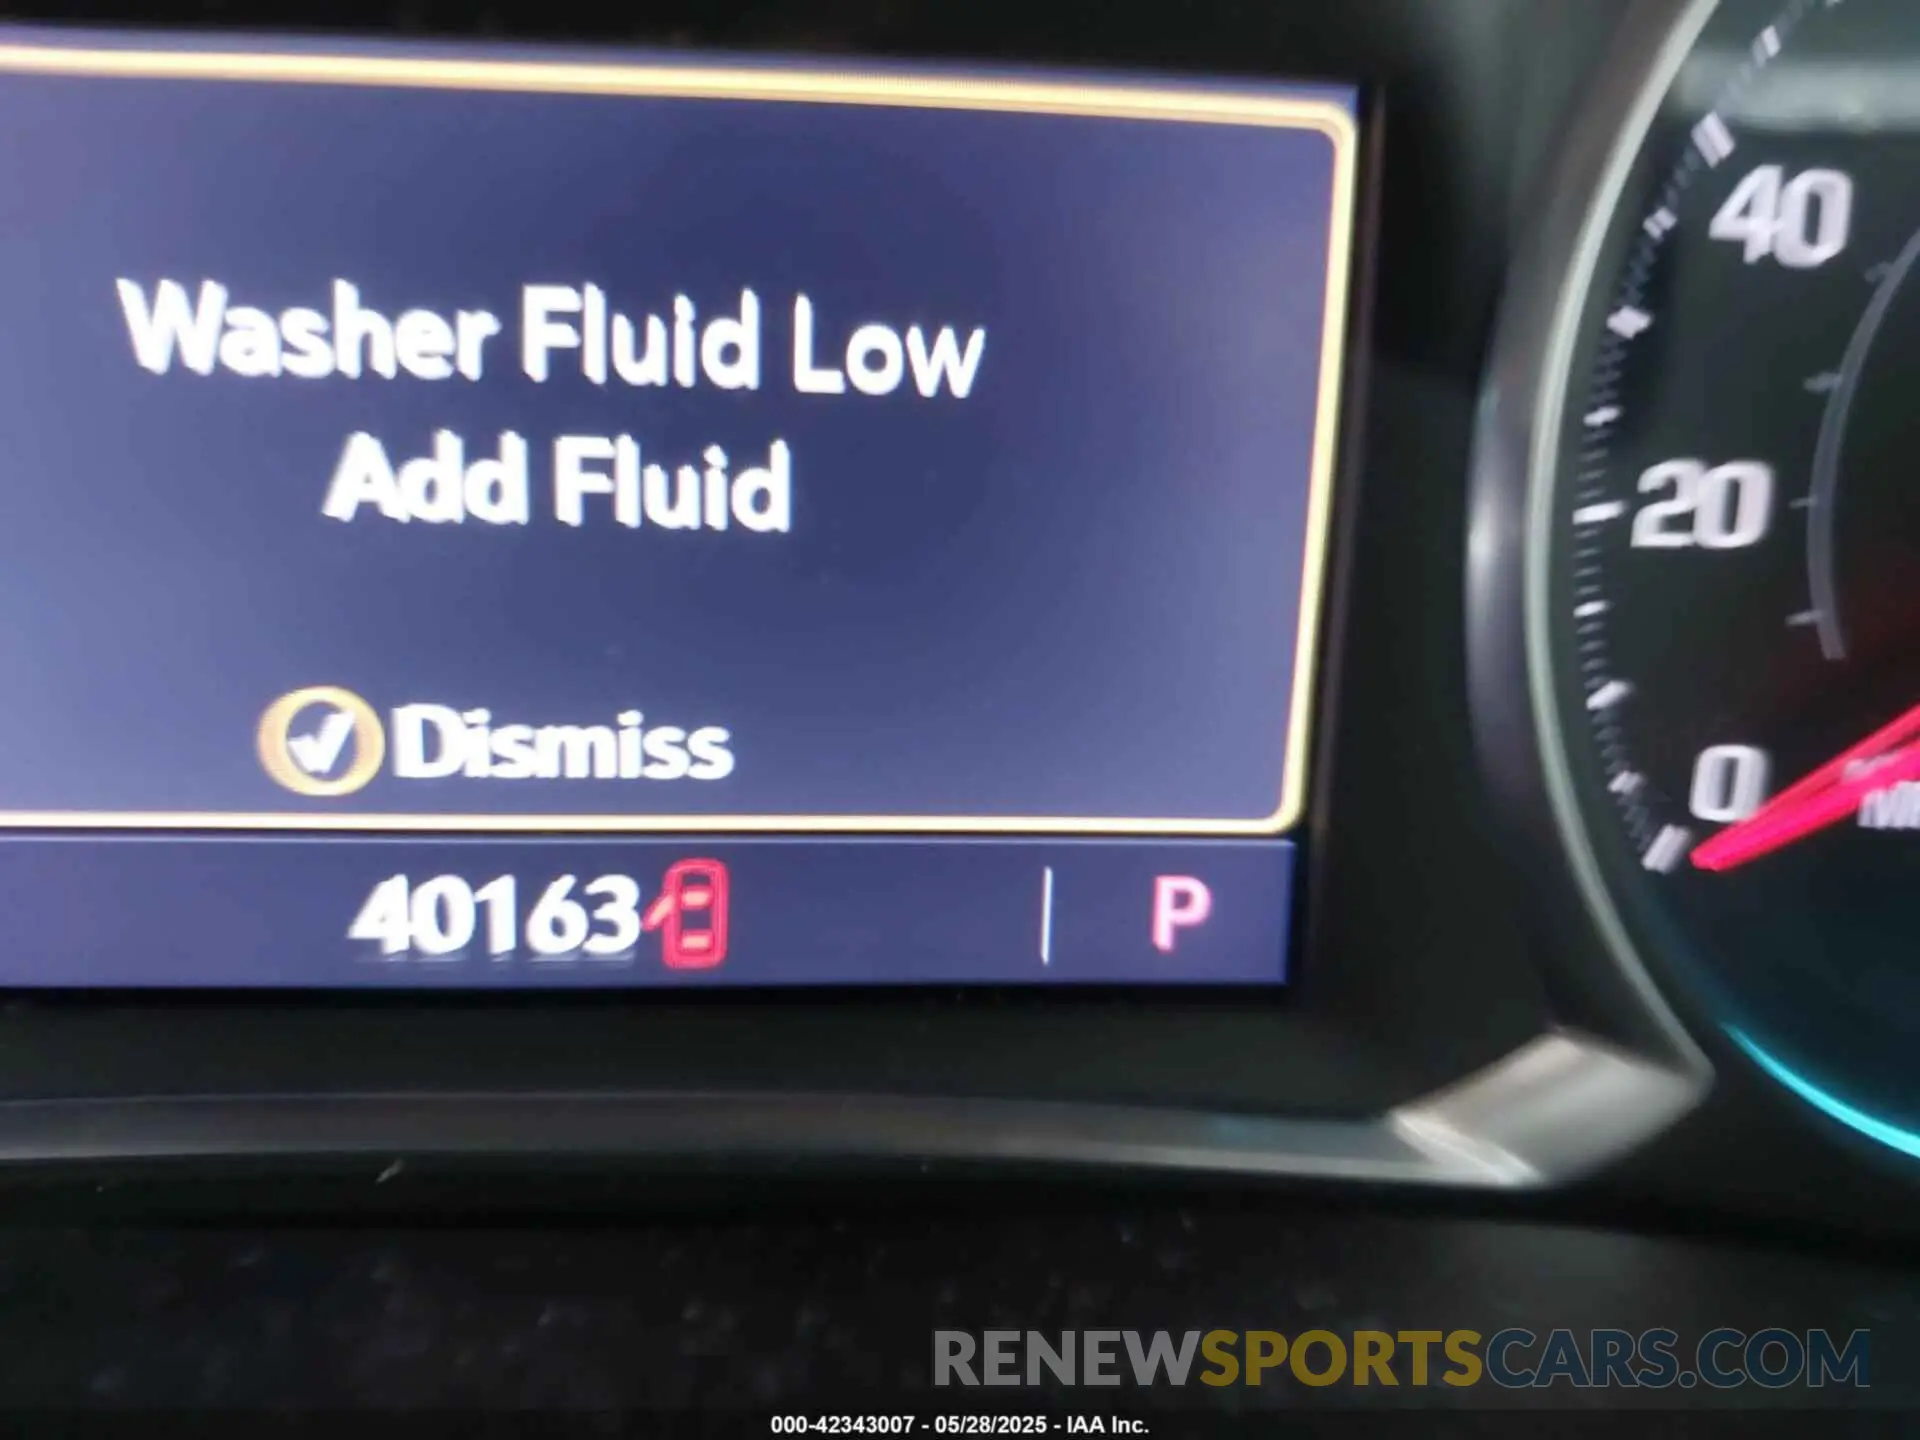 Washer Fluid Low
Add Fluid
Dismiss
40163
P
40
20
0
RENEWSPORTSCARS.COM
000-42343007 - 05/28/2025 - IAA Inc.